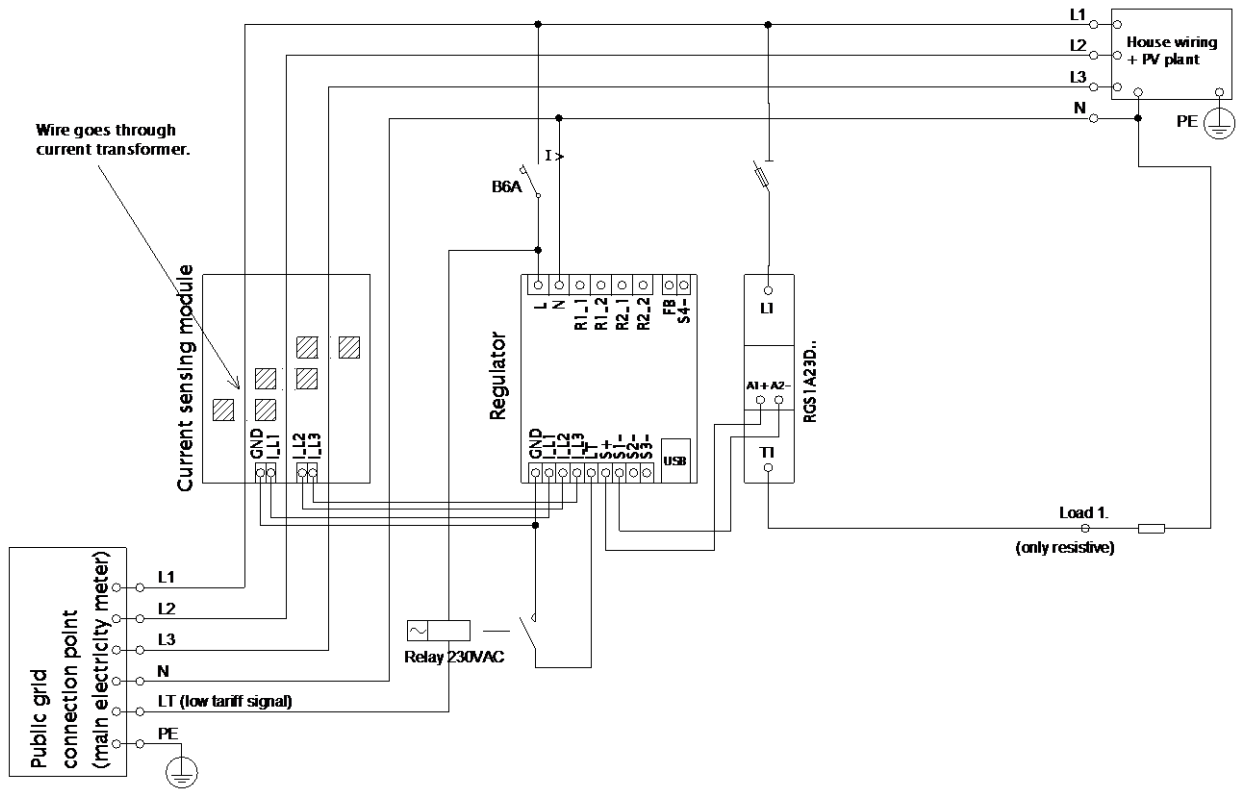 L1
L2
L3
N
House wiring
+ PV plant
PE
Wire goes through
current transformer.
I >
B6A
Current sensing module
GND
I_L1
I_L2
I_L3
Regulator
L
N
R1_1
R1_2
R2_1
R2_2
FB
S4-
GND
I_L1
I_L2
I_L3
LT
S+
S1-
S2-
S3-
USB
L1
A1+ A2-
T1
RGS1A23D..
Load 1.
(only resistive)
Relay 230VAC
Public grid
connection point
(main electricity meter)
L1
L2
L3
N
LT (low tariff signal)
PE